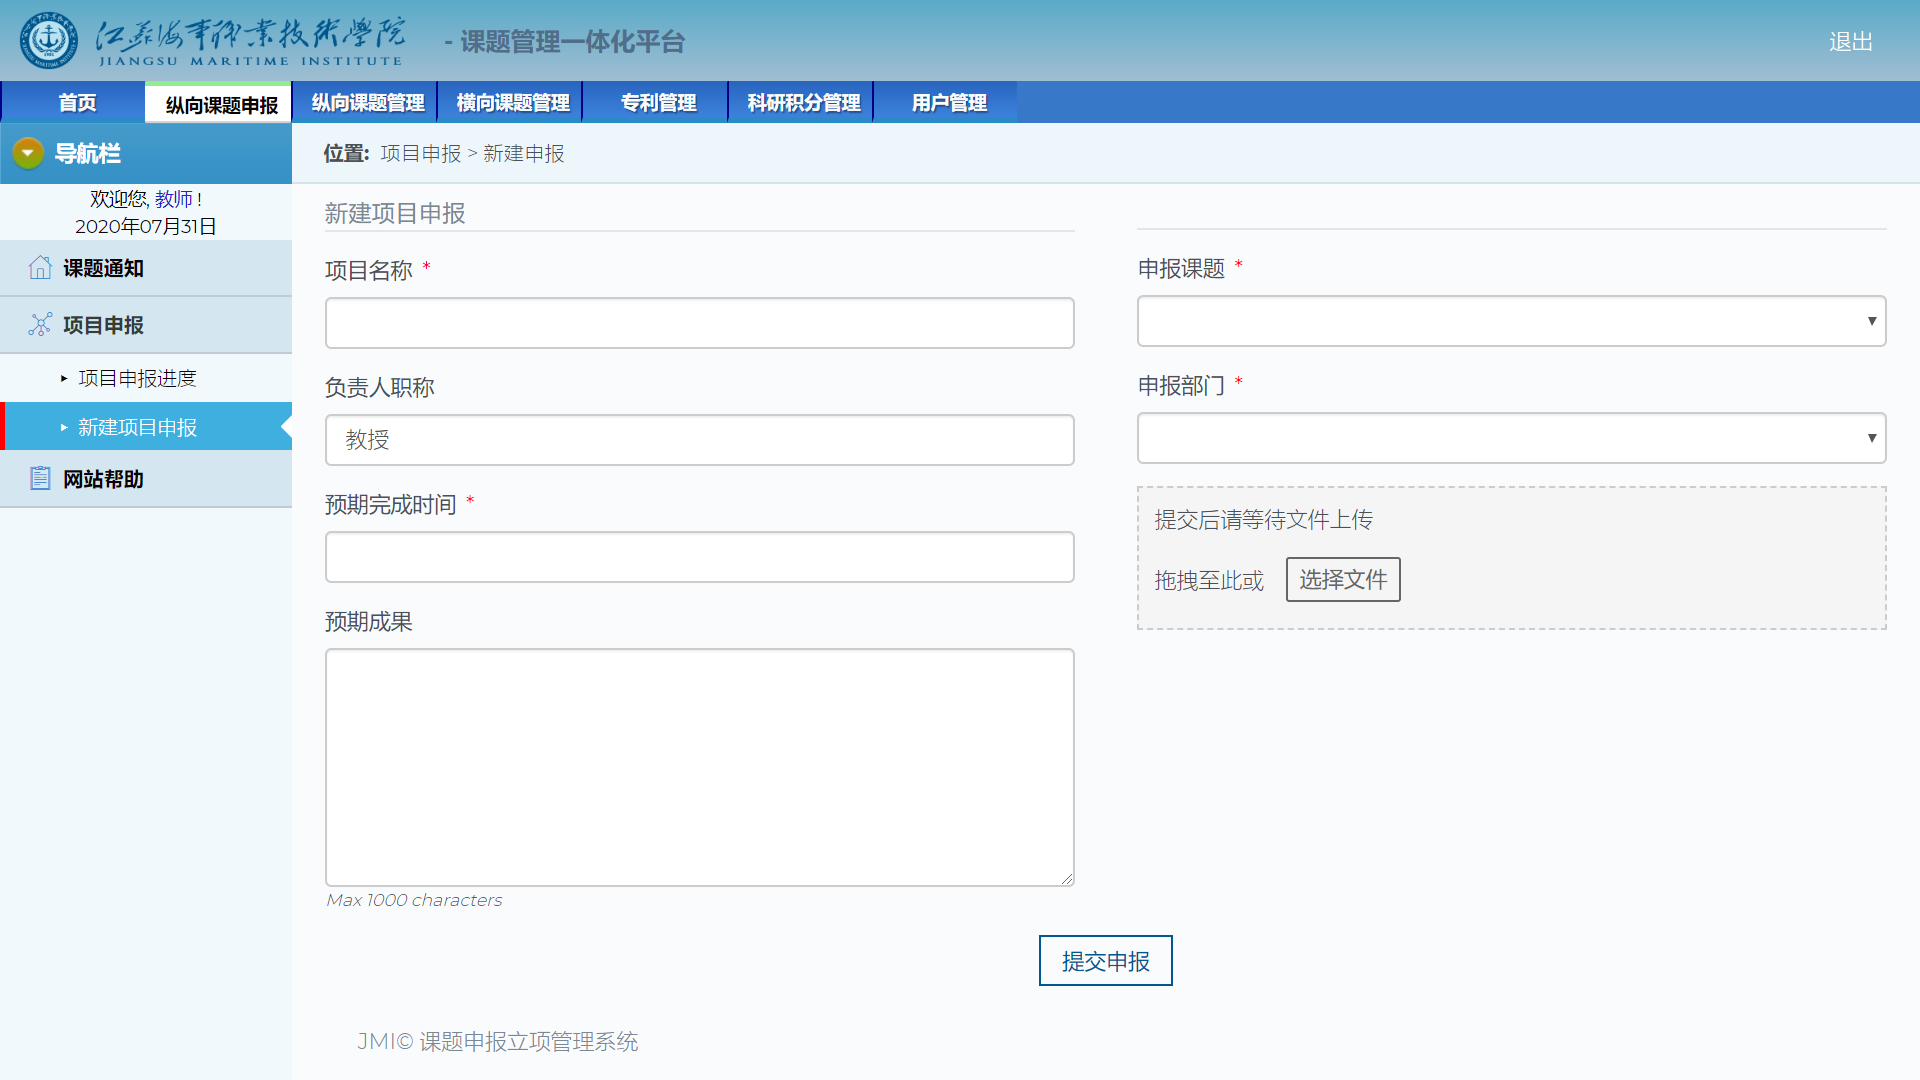 江苏海事职业技术学院
JIANGSU MARITIME INSTITUTE
- 课题管理一体化平台
退出
首页
纵向课题申报
纵向课题管理
横向课题管理
专利管理
科研积分管理
用户管理
导航栏
欢迎您, 教师 !
2020年07月31日
课题通知
项目申报
项目申报进度
新建项目申报
网站帮助
位置: 项目申报 > 新建申报
新建项目申报
项目名称 *
负责人职称
教授
预期完成时间 *
预期成果
Max 1000 characters
申报课题 *
申报部门 *
提交后请等待文件上传
拖拽至此或 选择文件
提交申报
JMI© 课题申报立项管理系统